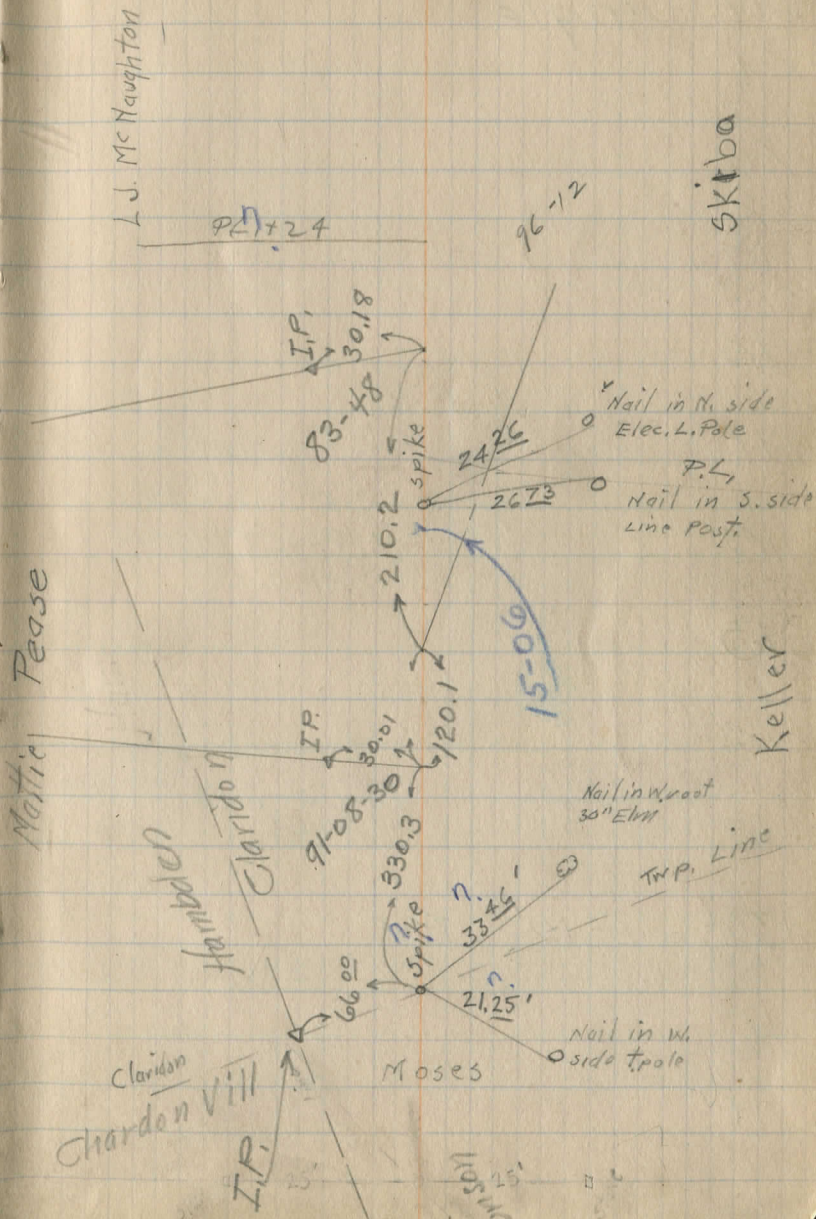 L J. McNaughton
Skiba
P.L. ? + 24
96-12
I.P.
30.18
83-48
spike
24 26
Nail in N. side
Elec. L. Pole
P.L,
26 73
Nail in S. side
Line Post.
210.2
15-06
Mattie Pease
Keller
120.1
I.P.
30.01
91-08-30
Nail in W. root
30" Elm
Hambden
Claridon
330.3
?
Spike
?
33 46'
Twp. Line
66 00
?
21.25'
Nail in W.
side t.pole
Claridon
Chardon Vill
Moses
I.P.
25'
25'